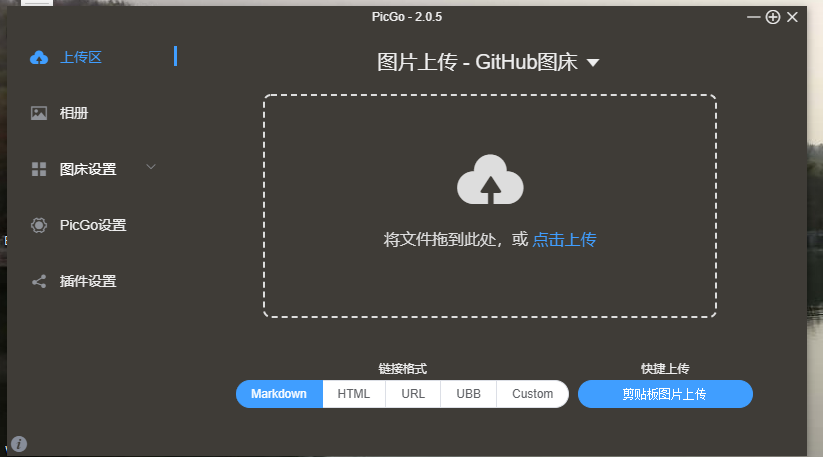 PicGo - 2.0.5
上传区
相册
图床设置
PicGo设置
插件设置
图片上传 - GitHub图床
将文件拖到此处，或 点击上传
链接格式
Markdown HTML URL UBB Custom
快捷上传
剪贴板图片上传